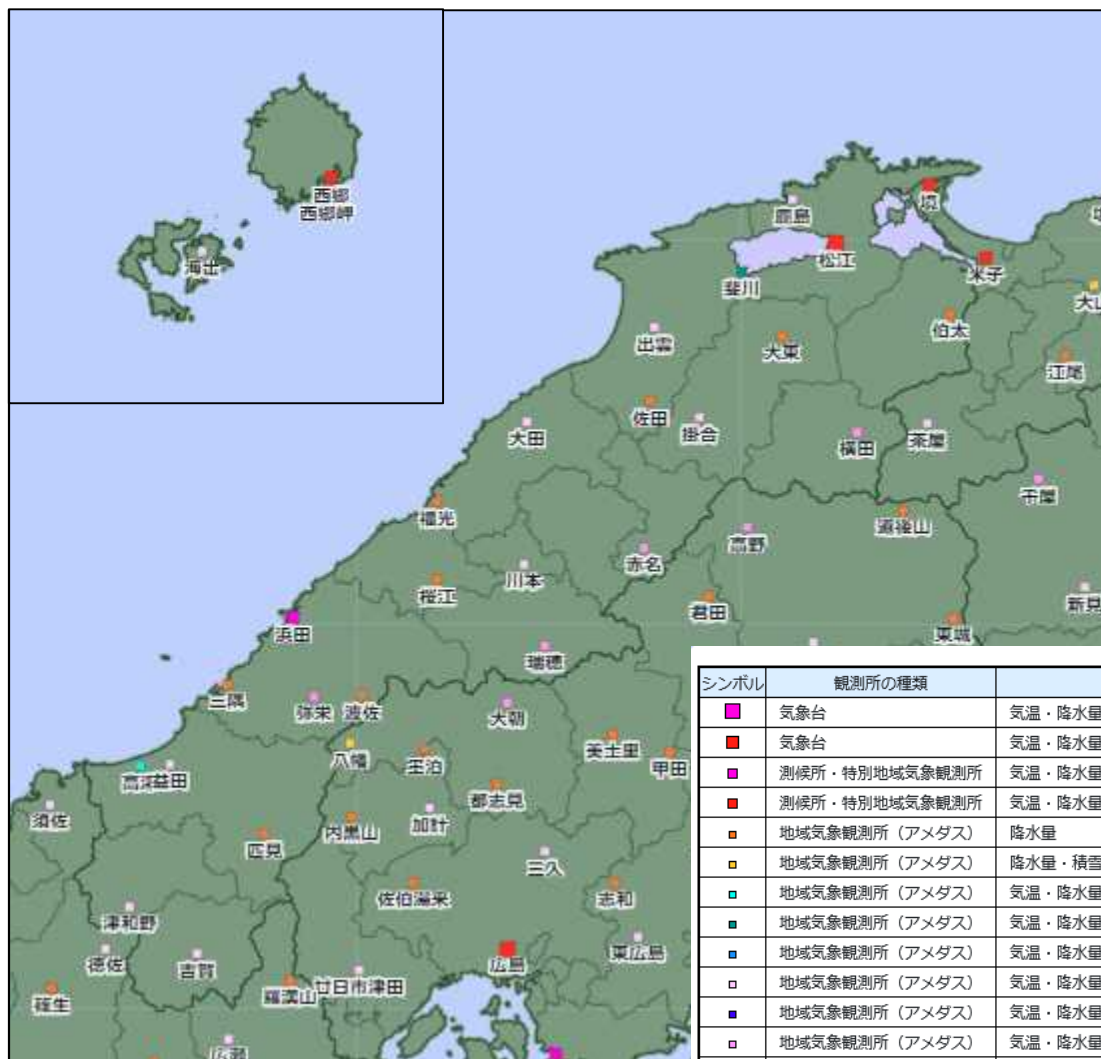 西郷
西郷岬
海士
鹿島
境
松江
米子
斐川
大山
伯太
出雲
大東
江尾
佐田
掛合
大田
横田
茶屋
千屋
福光
道後山
高野
赤名
川本
桜江
君田
新見
浜田
東城
瑞穂
三隅
弥栄
波佐
大朝
八幡
王泊
美土里
甲田
益田
須佐
都志見
内黒山
加計
匹見
三入
佐伯湯来
志和
津和野
徳佐
吉賀
広島
東広島
篠生
羅漢山
廿日市津田
広瀬
シンボル 観測所の種類
気象台 気温・降水量
気象台 気温・降水量
測候所・特別地域気象観測所 気温・降水量
測候所・特別地域気象観測所 気温・降水量
地域気象観測所（アメダス） 降水量
地域気象観測所（アメダス） 降水量・積雪
地域気象観測所（アメダス） 気温・降水量
地域気象観測所（アメダス） 気温・降水量
地域気象観測所（アメダス） 気温・降水量
地域気象観測所（アメダス） 気温・降水量
地域気象観測所（アメダス） 気温・降水量
地域気象観測所（アメダス） 気温・降水量